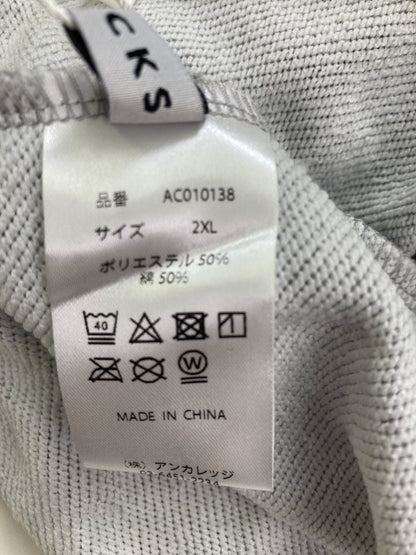 CKS
品番 AC010138
サイズ 2XL
ポリエステル 50%
綿 50%
40
W
MADE IN CHINA
(株) アンカレッジ